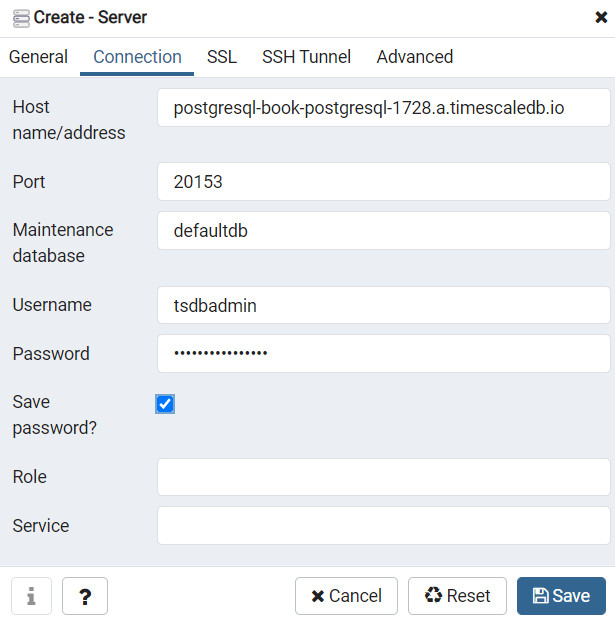 Create - Server
General Connection SSL SSH Tunnel Advanced
Host
name/address
postgresql-book-postgresql-1728.a.timescaledb.io
Port
20153
Maintenance
database
defaultdb
Username
tsdbadmin
Password
••••••••••••••••
Save
password?
Role
Service
i ? Cancel Reset Save